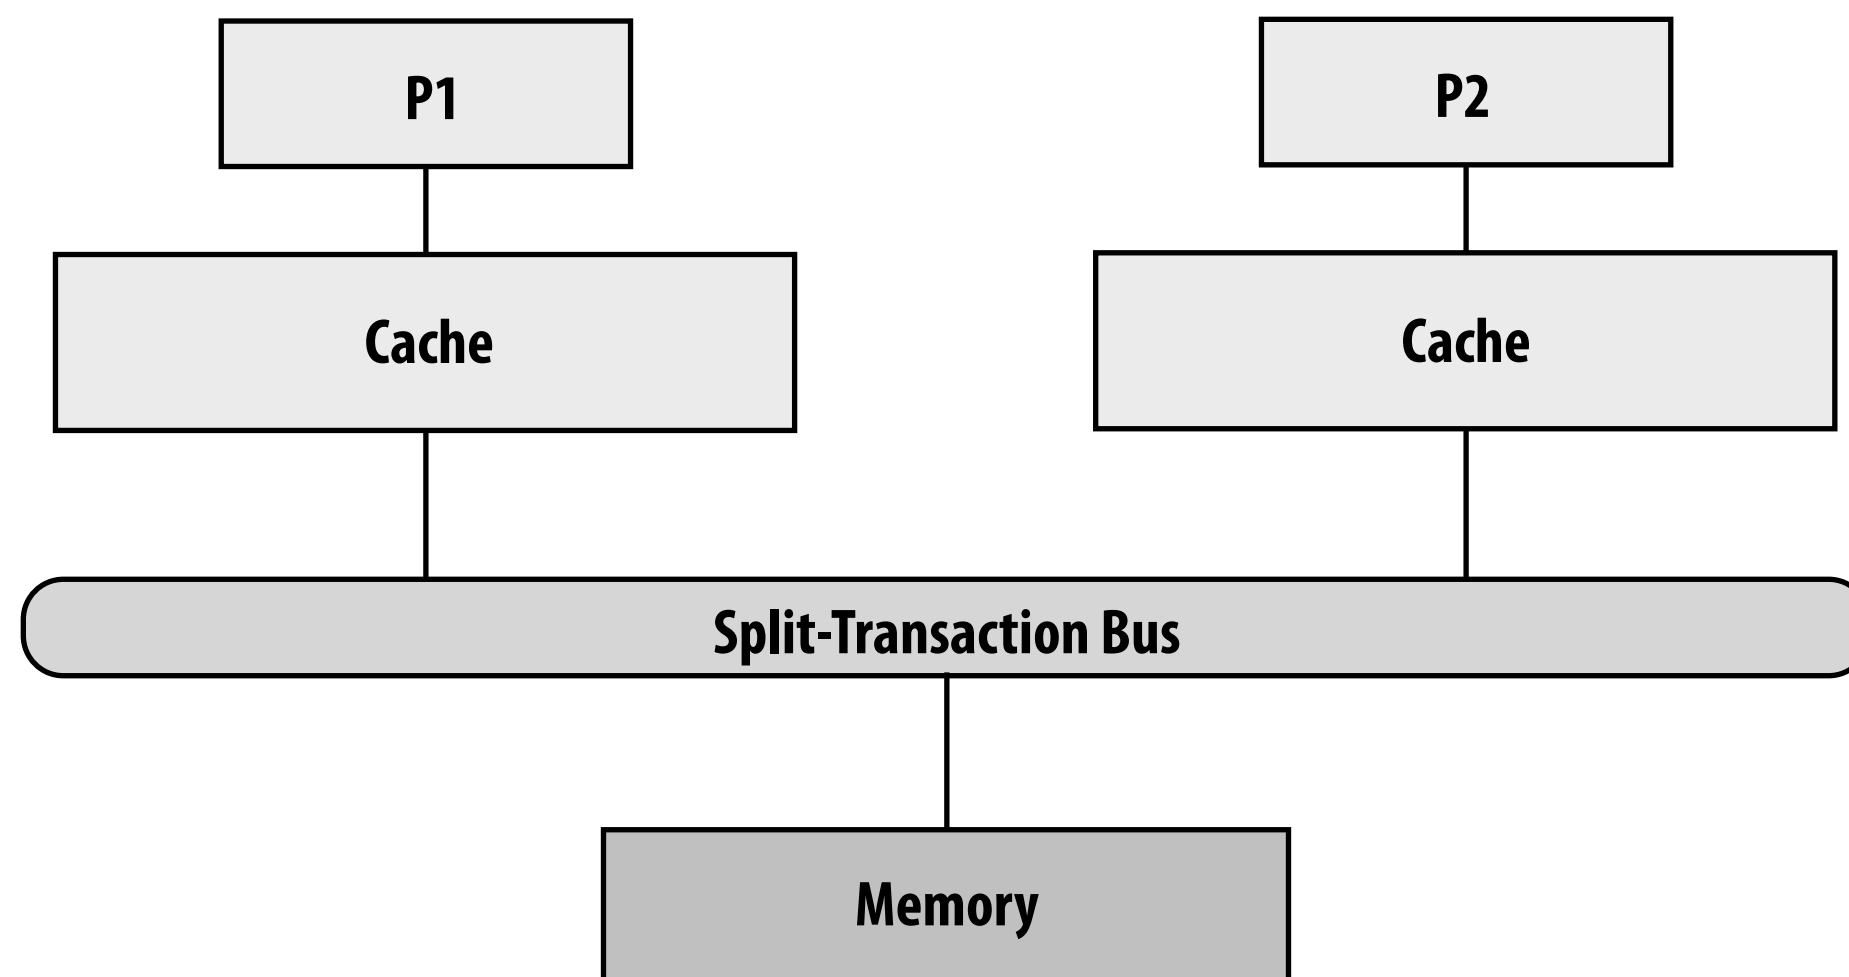 P1
P2
Cache
Cache
Split-Transaction Bus
Memory